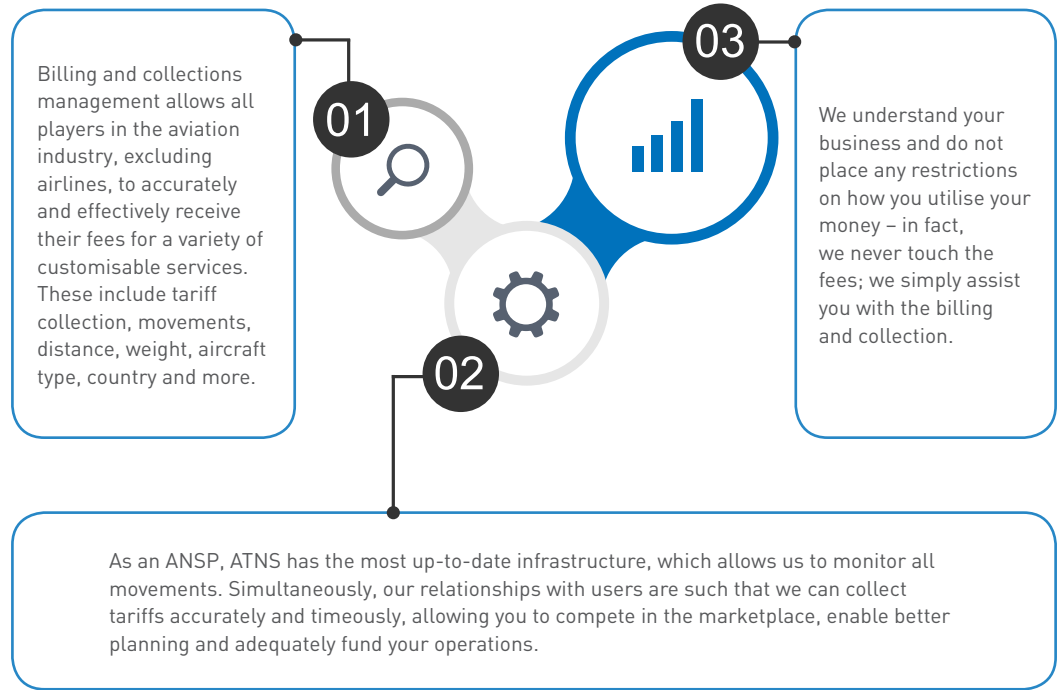 01
Billing and collections
management allows all
players in the aviation
industry, excluding
airlines, to accurately
and effectively receive
their fees for a variety of
customisable services.
These include tariff
collection, movements,
distance, weight, aircraft
type, country and more.
02
As an ANSP, ATNS has the most up-to-date infrastructure, which allows us to monitor all
movements. Simultaneously, our relationships with users are such that we can collect
tariffs accurately and timeously, allowing you to compete in the marketplace, enable better
planning and adequately fund your operations.
03
We understand your
business and do not
place any restrictions
on how you utilise your
money – in fact,
we never touch the
fees; we simply assist
you with the billing
and collection.